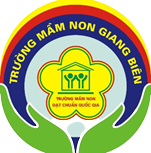 TRƯỜNG MẦM NON GIANG BIÊN
TRƯỜNG MẦM NON
ĐẠT CHUẨN QUỐC GIA